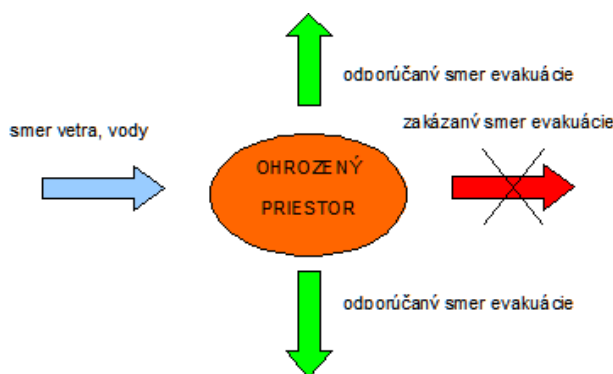 odporúčaný smer evakuácie
smer vetra, vody
zakázaný smer evakuácie
OHROZENÝ
PRIESTOR
odporúčaný smer evakuácie